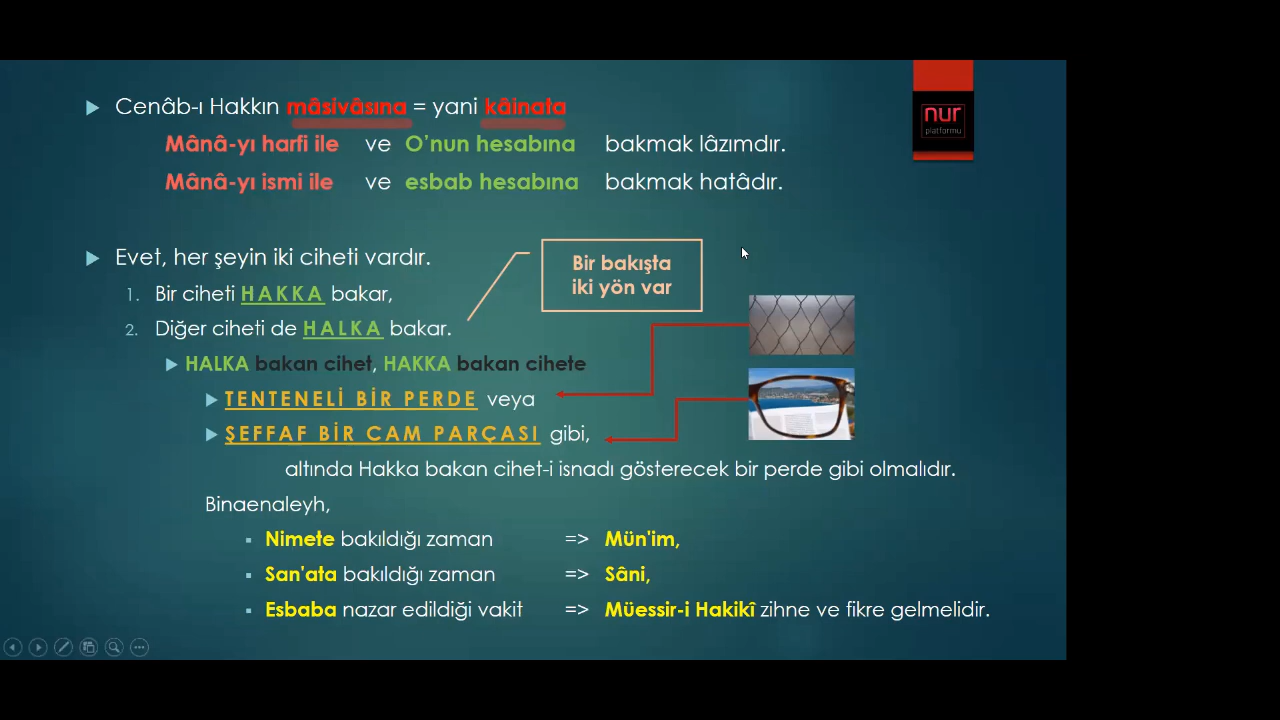 Cenâb-ı Hakkın mâsivâsına = yani kâinata
Mânâ-yı harfi ile ve O'nun hesabına bakmak lâzımdır.
Mânâ-yı ismi ile ve esbab hesabına bakmak hatâdır.
nur
platformu
Evet, her şeyin iki ciheti vardır.
1. Bir ciheti HAKKA bakar,
2. Diğer ciheti de HALKA bakar.
Bir bakışta
iki yön var
HALKA bakan cihet, HAKKA bakan cihete
TENTENELİ BİR PERDE veya
ŞEFFAF BİR CAM PARÇASI gibi,
altında Hakka bakan cihet-i isnadı gösterecek bir perde gibi olmalıdır.
Binaenaleyh,
Nimete bakıldığı zaman => Mün'im,
San'ata bakıldığı zaman => Sâni,
Esbaba nazar edildiği vakit => Müessir-i Hakikî zihne ve fikre gelmelidir.